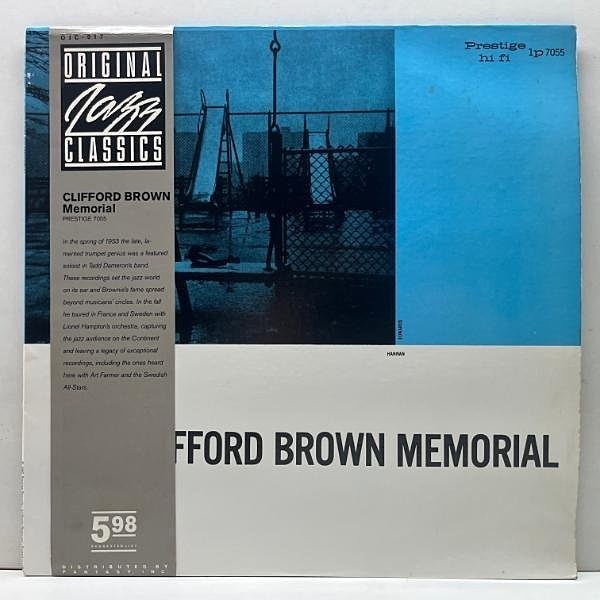 OJC-017
ORIGINAL
Jazz
CLASSICS
CLIFFORD BROWN
Memorial
PRESTIGE 7055
In the spring of 1953 the late, la-
mented trumpet genius was a featured
soloist in Tadd Dameron's band.
These recordings set the jazz world
on its ear and Brownie's fame spread
beyond musicians' circles. In the fall
he toured in France and Sweden with
Lionel Hampton's orchestra, capturing
the jazz audience on the Continent
and leaving a legacy of exceptional
recordings, including the ones heard
here with Art Farmer and the Swedish
All-Stars.
5.98
SUGGESTED LIST
DISTRIBUTED BY
FANTASY, INC.
Prestige lp 7055
hi fi
EDWARDS
HANNAN
FFORD BROWN MEMORIAL